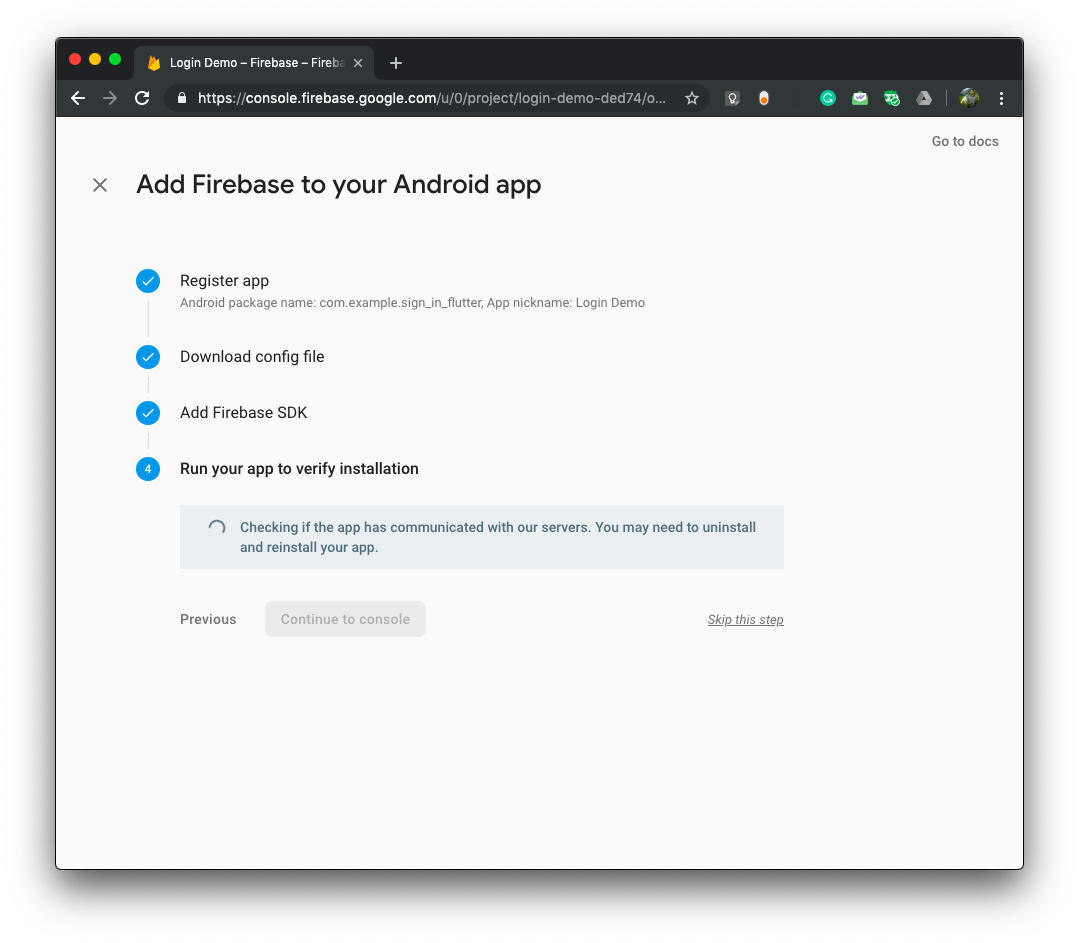 Login Demo – Firebase – Fireba
https://console.firebase.google.com/u/0/project/login-demo-ded74/o...
Go to docs
Add Firebase to your Android app
Register app
Android package name: com.example.sign_in_flutter, App nickname: Login Demo
Download config file
Add Firebase SDK
4 Run your app to verify installation
Checking if the app has communicated with our servers. You may need to uninstall
and reinstall your app.
Previous Continue to console Skip this step